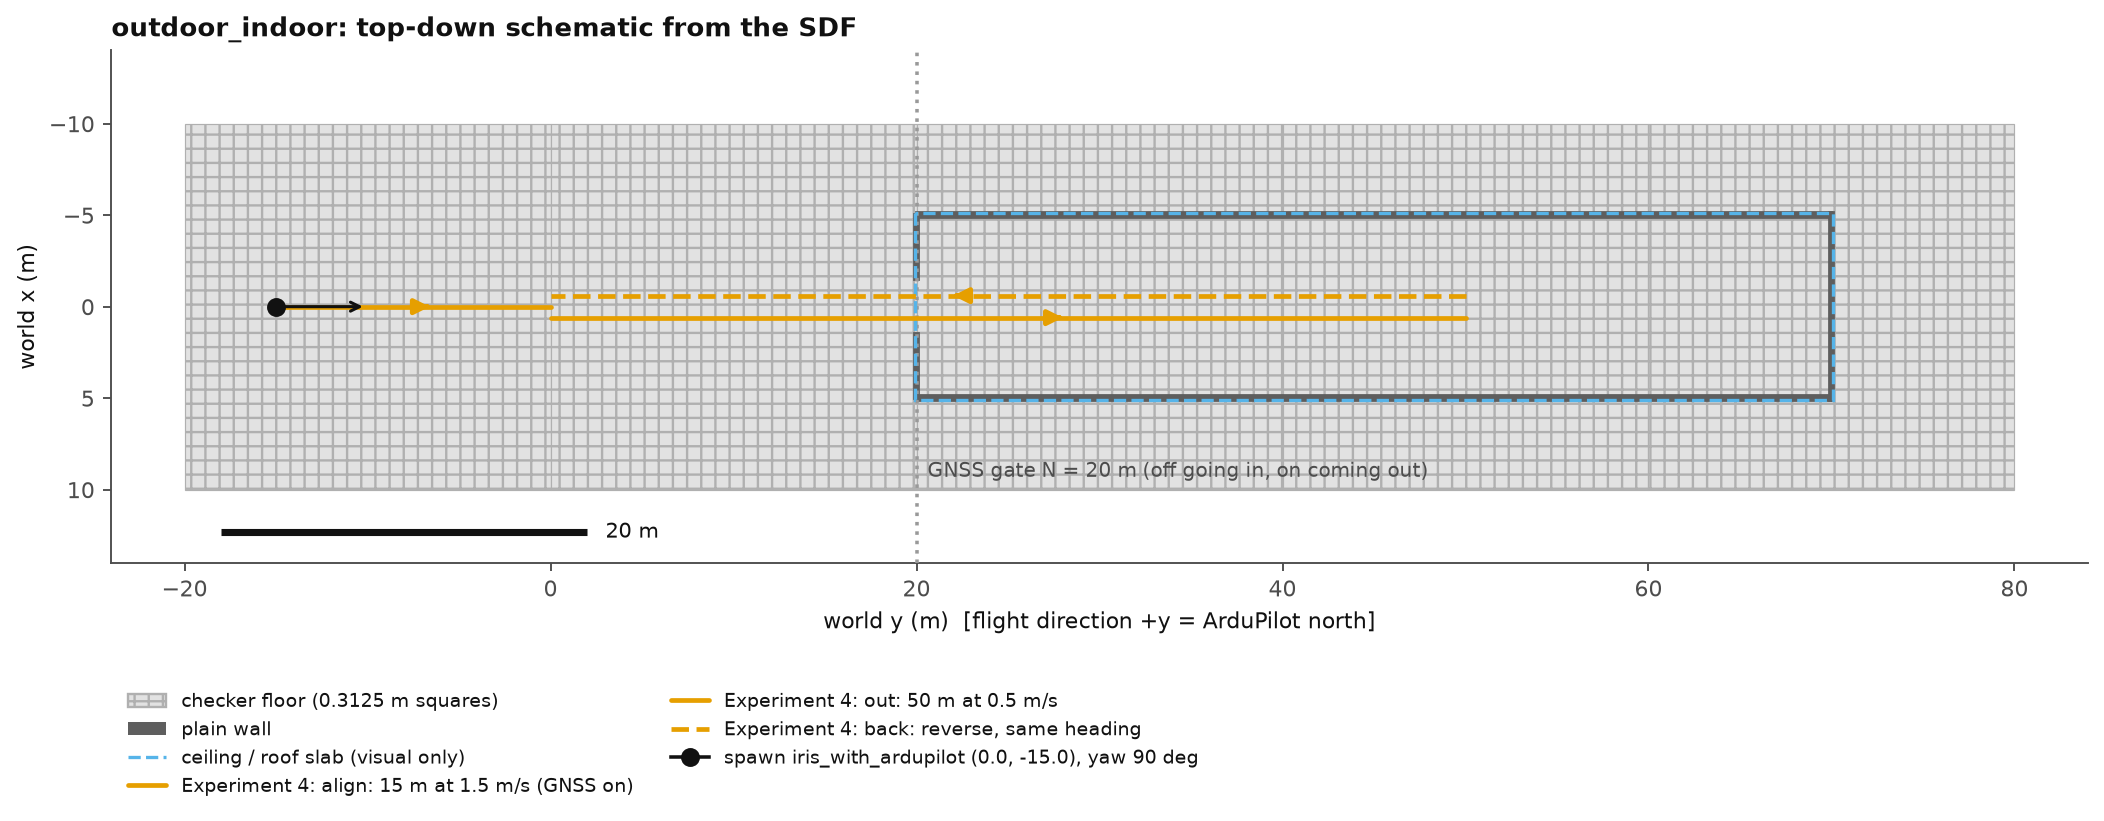 outdoor_indoor: top-down schematic from the SDF
world x (m)
−10
−5
0
5
10
GNSS gate N = 20 m (off going in, on coming out)
20 m
−20
0
20
40
60
80
world y (m)  [flight direction +y = ArduPilot north]
checker floor (0.3125 m squares)
plain wall
ceiling / roof slab (visual only)
Experiment 4: align: 15 m at 1.5 m/s (GNSS on)
Experiment 4: out: 50 m at 0.5 m/s
Experiment 4: back: reverse, same heading
spawn iris_with_ardupilot (0.0, -15.0), yaw 90 deg